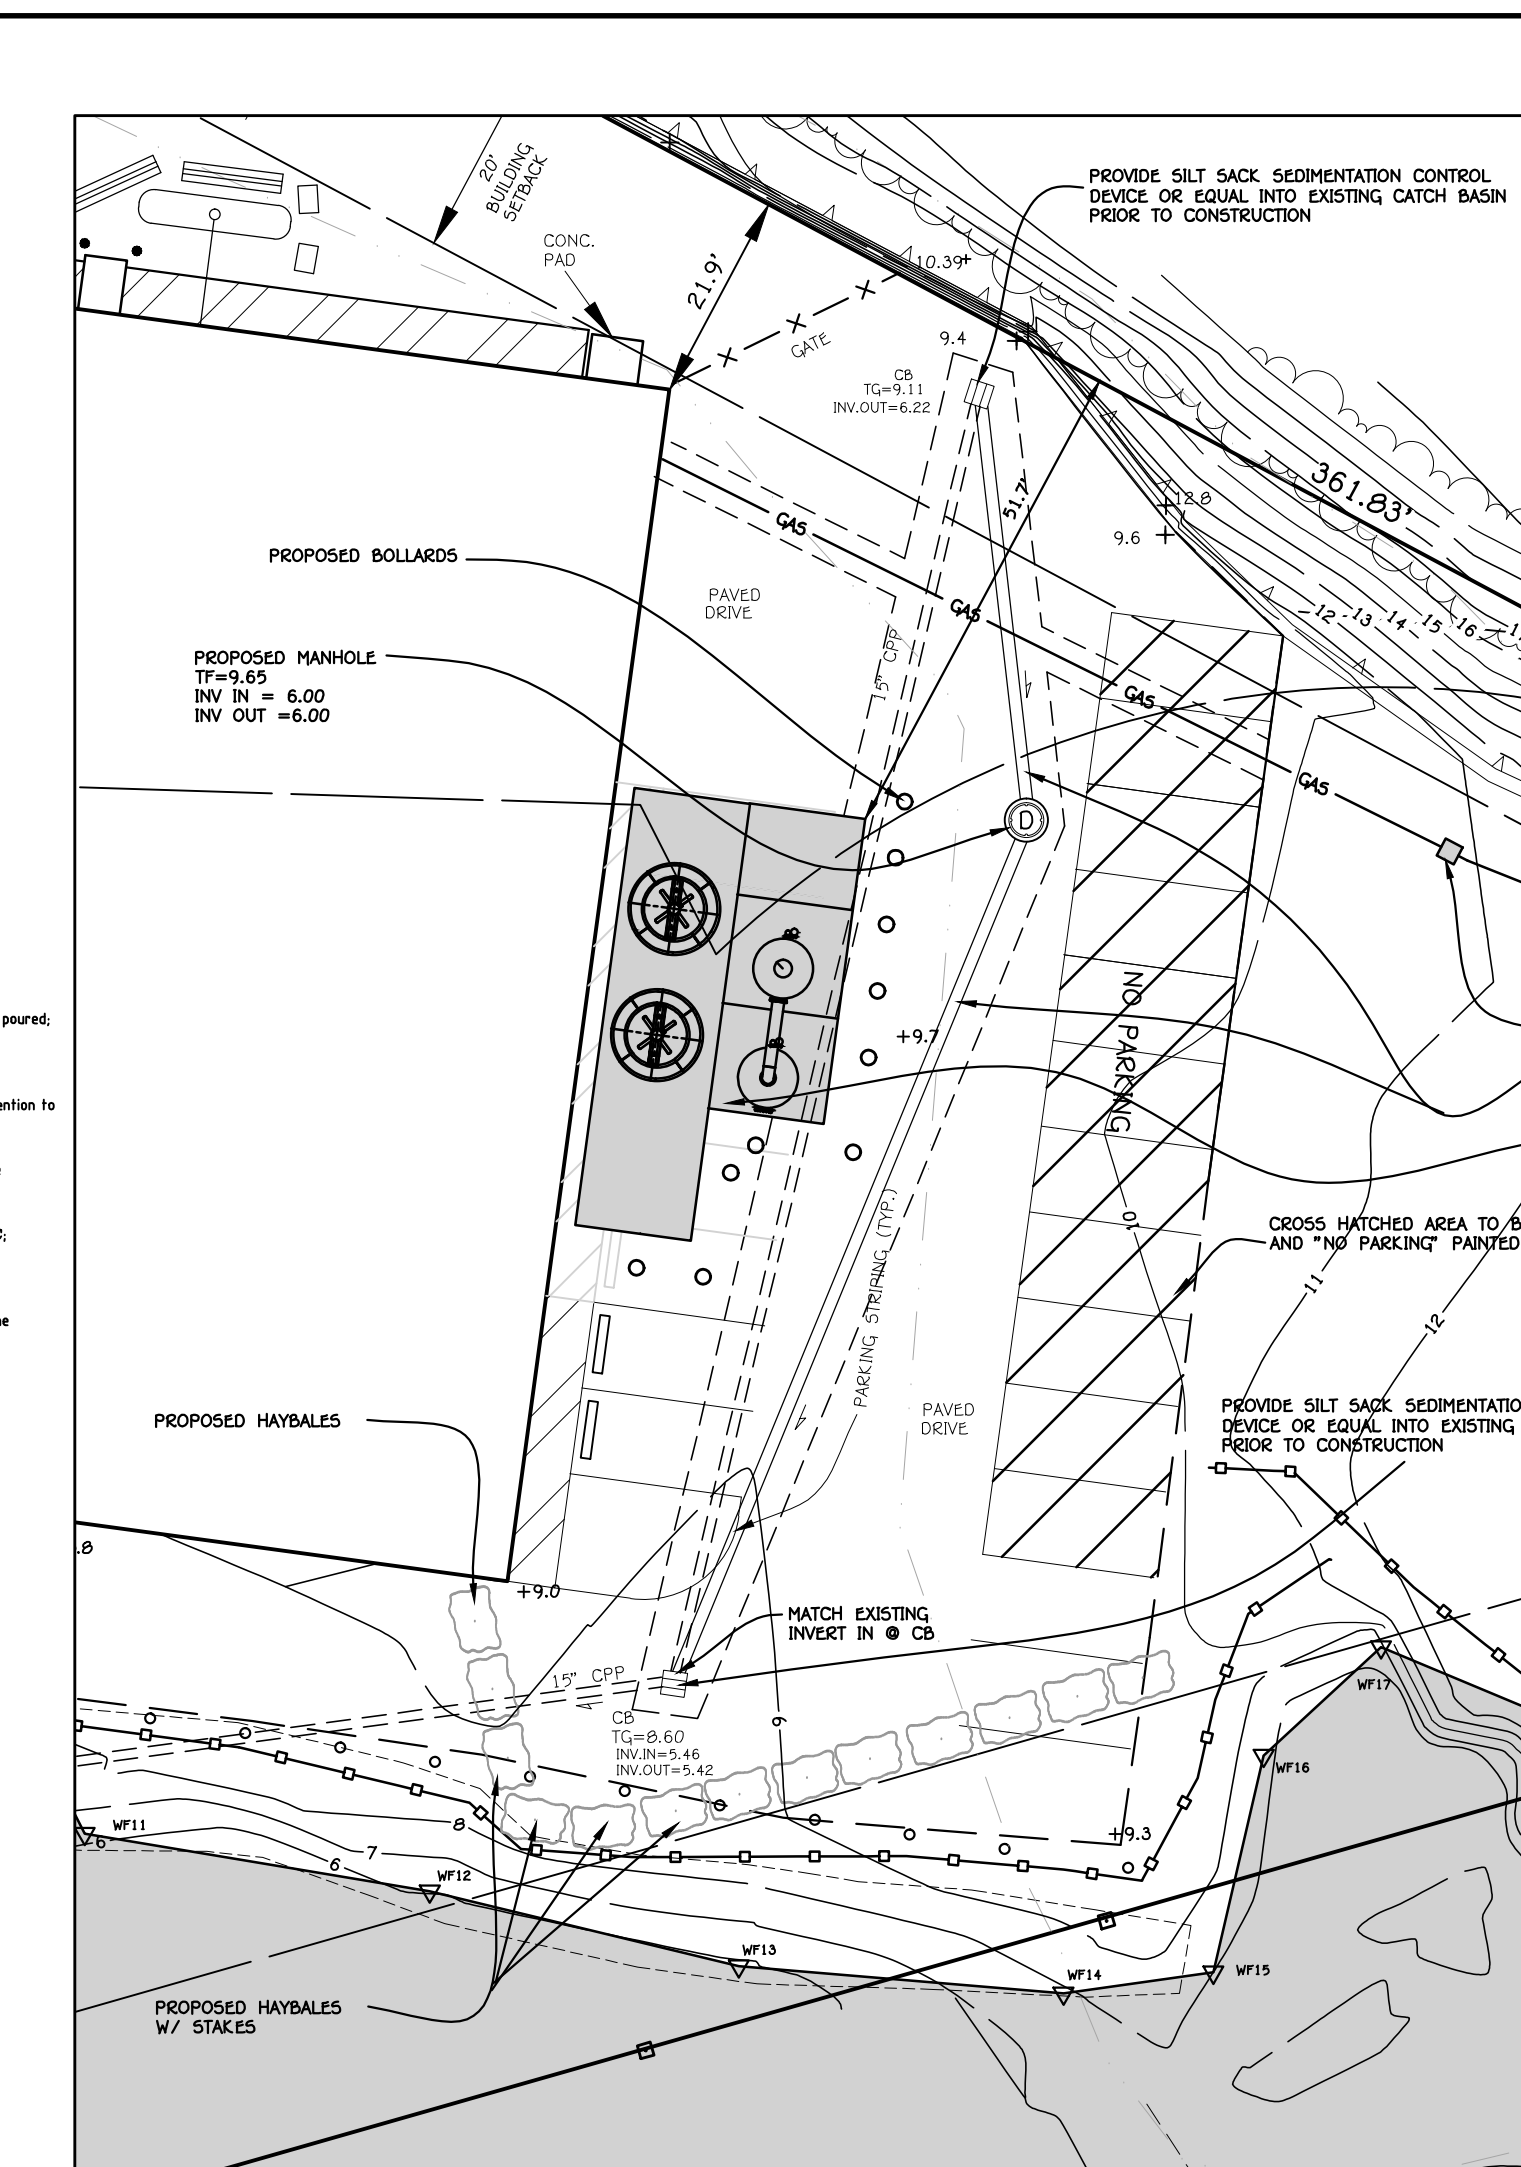 PROVIDE SILT SACK SEDIMENTATION CONTROL
DEVICE OR EQUAL INTO EXISTING CATCH BASIN
PRIOR TO CONSTRUCTION
20'
BUILDING
SETBACK
CONC.
PAD
21.9'
10.39+
GATE
9.4
CB
TG=9.11
INV.OUT=6.22
361.83'
51.7'
12.8
9.6
GAS
PROPOSED BOLLARDS
PAVED
DRIVE
GAS
12
13
14
15
16
15" CPP
PROPOSED MANHOLE
TF=9.65
INV IN = 6.00
INV OUT =6.00
GAS
GAS
D
NO PARKING
poured;
+9.7
ention to
10
CROSS HATCHED AREA TO B
AND "NO PARKING" PAINTED
11
12
PARKING STRIPING (TYP.)
PAVED
DRIVE
PROVIDE SILT SACK SEDIMENTATIO
DEVICE OR EQUAL INTO EXISTING
PRIOR TO CONSTRUCTION
PROPOSED HAYBALES
.8
+9.0
MATCH EXISTING
INVERT IN @ CB
15" CPP
WF17
CB
TG=8.60
INV.IN=5.46
INV.OUT=5.42
9
WF16
WF11
6
8
7
6
+9.3
WF12
WF13
WF14
WF15
PROPOSED HAYBALES
W/ STAKES